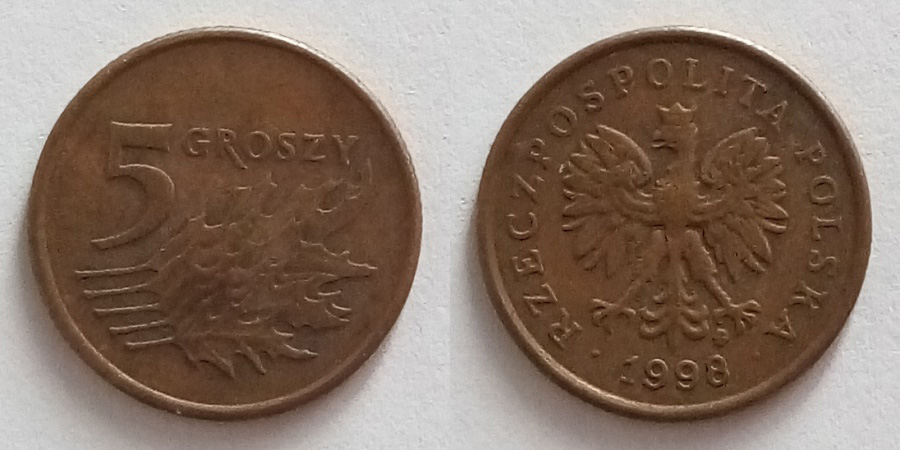 5 GROSZY
RZECZPOSPOLITA POLSKA
1998